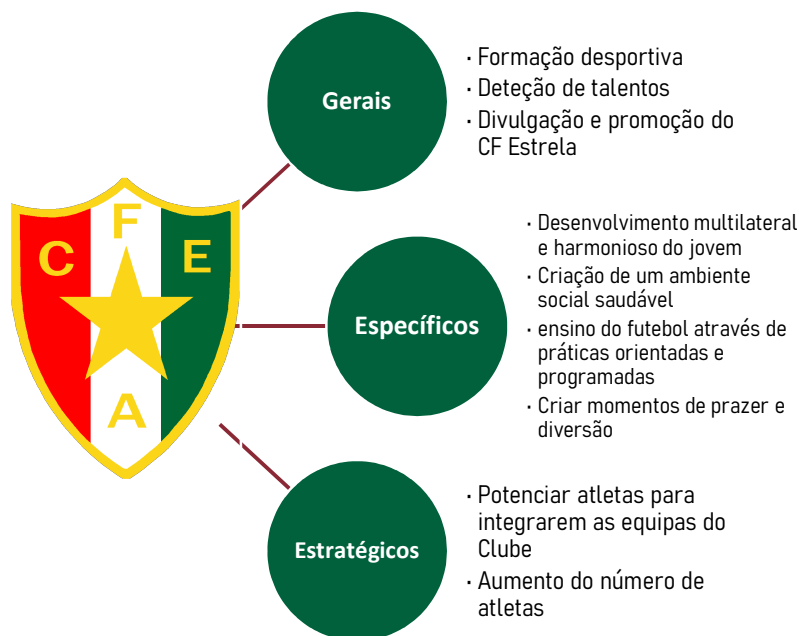 Gerais
· Formação desportiva
· Deteção de talentos
· Divulgação e promoção do
CF Estrela
C F E
A
Específicos
· Desenvolvimento multilateral
e harmonioso do jovem
· Criação de um ambiente
social saudável
· ensino do futebol através de
práticas orientadas e
programadas
· Criar momentos de prazer e
diversão
Estratégicos
· Potenciar atletas para
integrarem as equipas do
Clube
· Aumento do número de
atletas